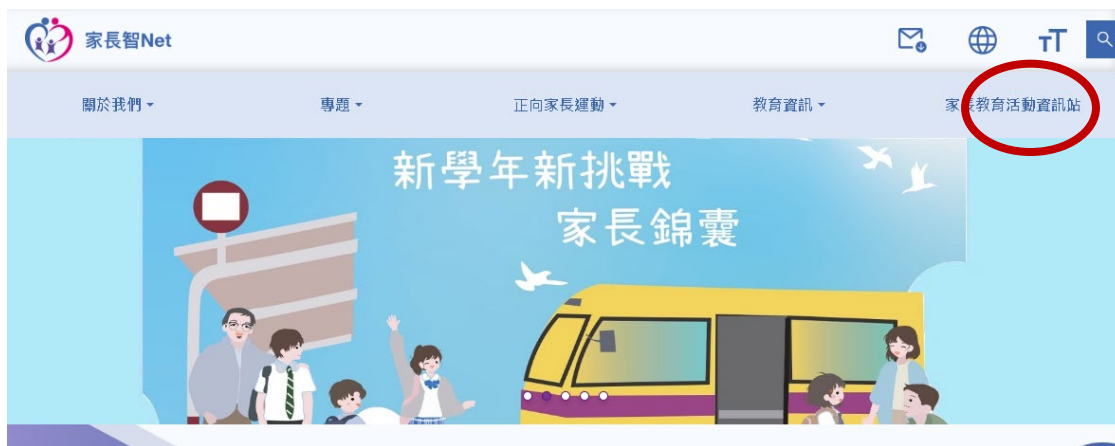 家長智Net
TT
關於我們
專題
正向家長運動
教育資訊
家長教育活動資訊站
新學年新挑戰
家長錦囊